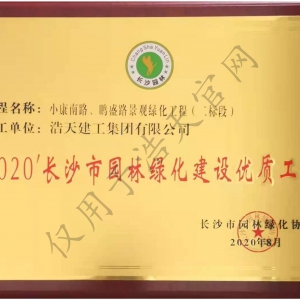 Chang Sha Yuan Lin
长沙园林
程名称：小康南路、鹏盛路景观绿化工程（二标段）
工单位：浩天建工集团有限公司
020'长沙市园林绿化建设优质工
长沙市园林绿化协
2020年8月
仅用于浩天官网